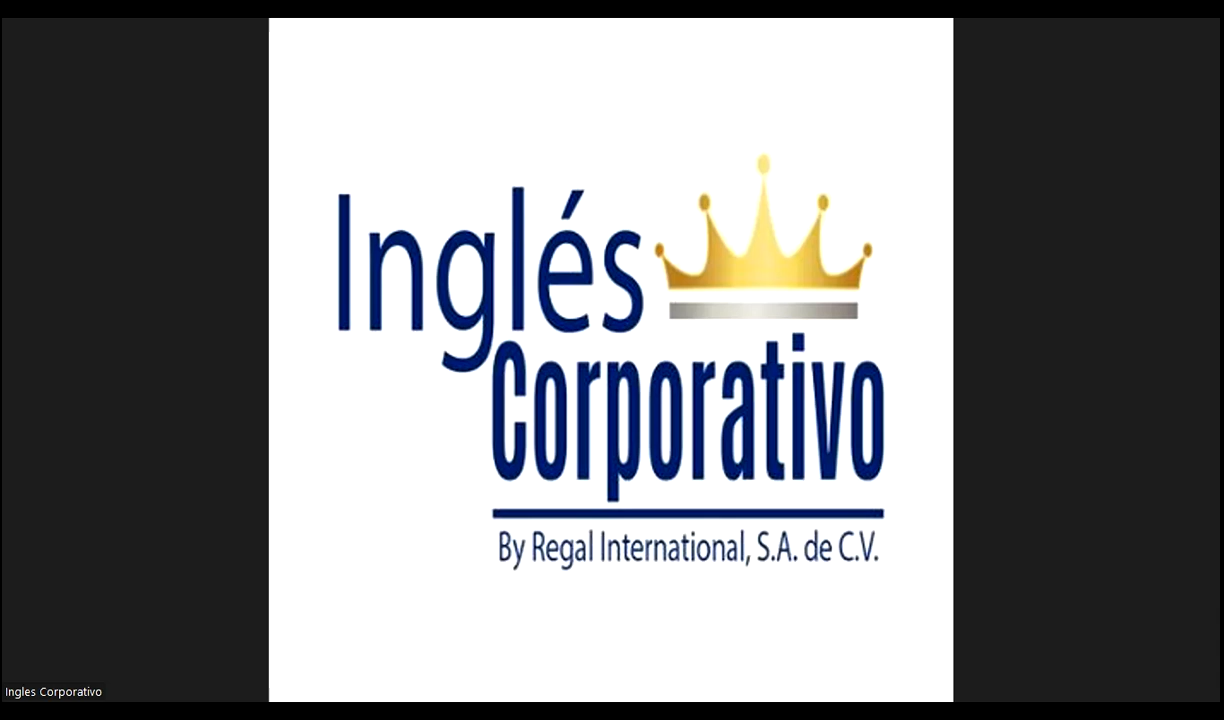 Inglés
Corporativo
By Regal International, S.A. de C.V.
Ingles Corporativo